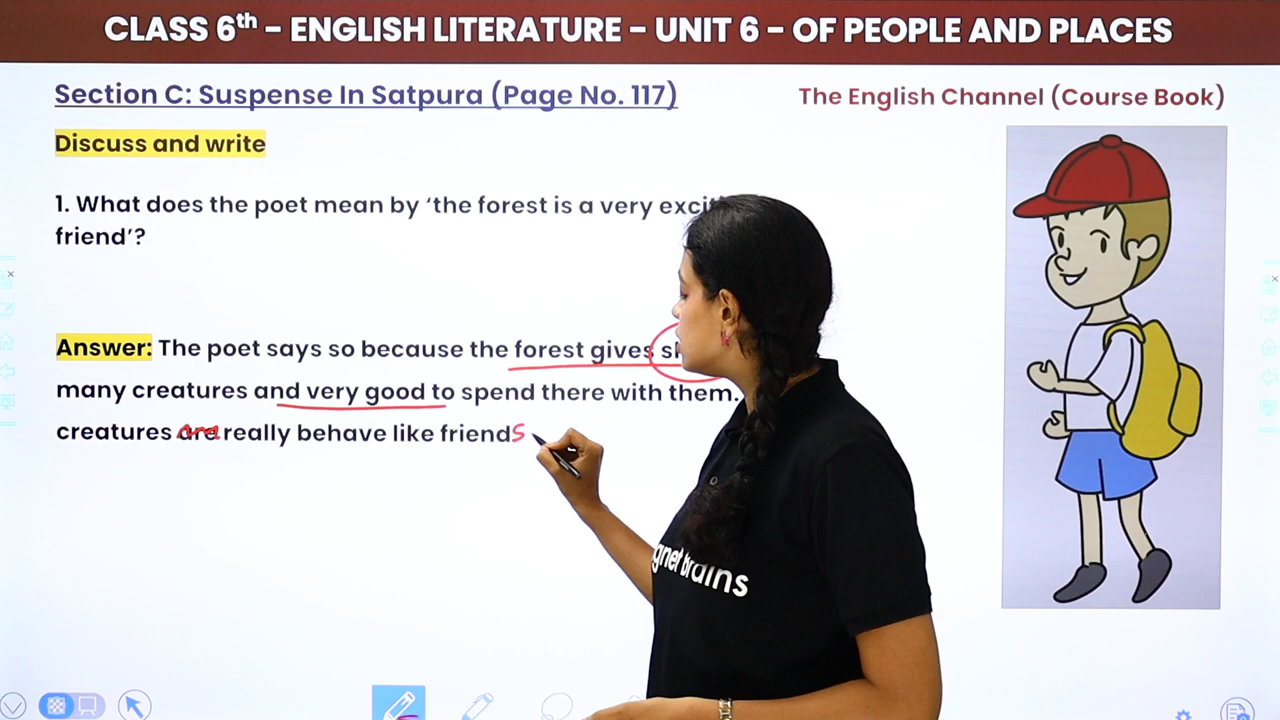 CLASS 6th – ENGLISH LITERATURE – UNIT 6 – OF PEOPLE AND PLACES
Section C: Suspense In Satpura (Page No. 117)
The English Channel (Course Book)
Discuss and write
1. What does the poet mean by ‘the forest is a very
friend’?
Answer: The poet says so because the forest gives
many creatures and very good to spend there with them.
creatures are really behave like friends
gnet Brains